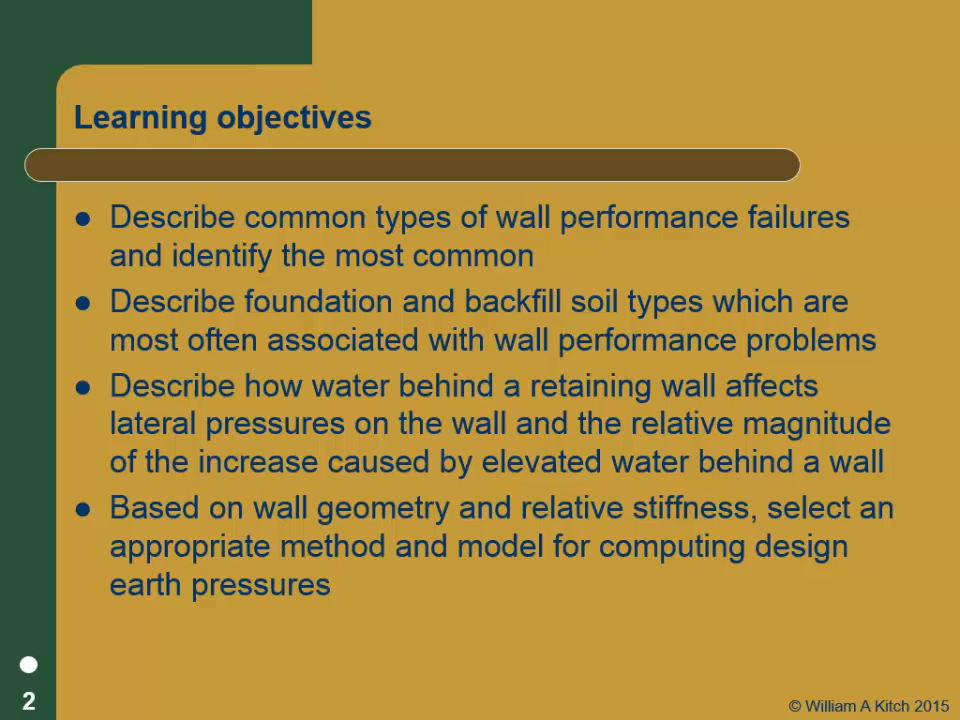 Learning objectives
● Describe common types of wall performance failures
and identify the most common
● Describe foundation and backfill soil types which are
most often associated with wall performance problems
● Describe how water behind a retaining wall affects
lateral pressures on the wall and the relative magnitude
of the increase caused by elevated water behind a wall
● Based on wall geometry and relative stiffness, select an
appropriate method and model for computing design
earth pressures
2
© William A Kitch 2015